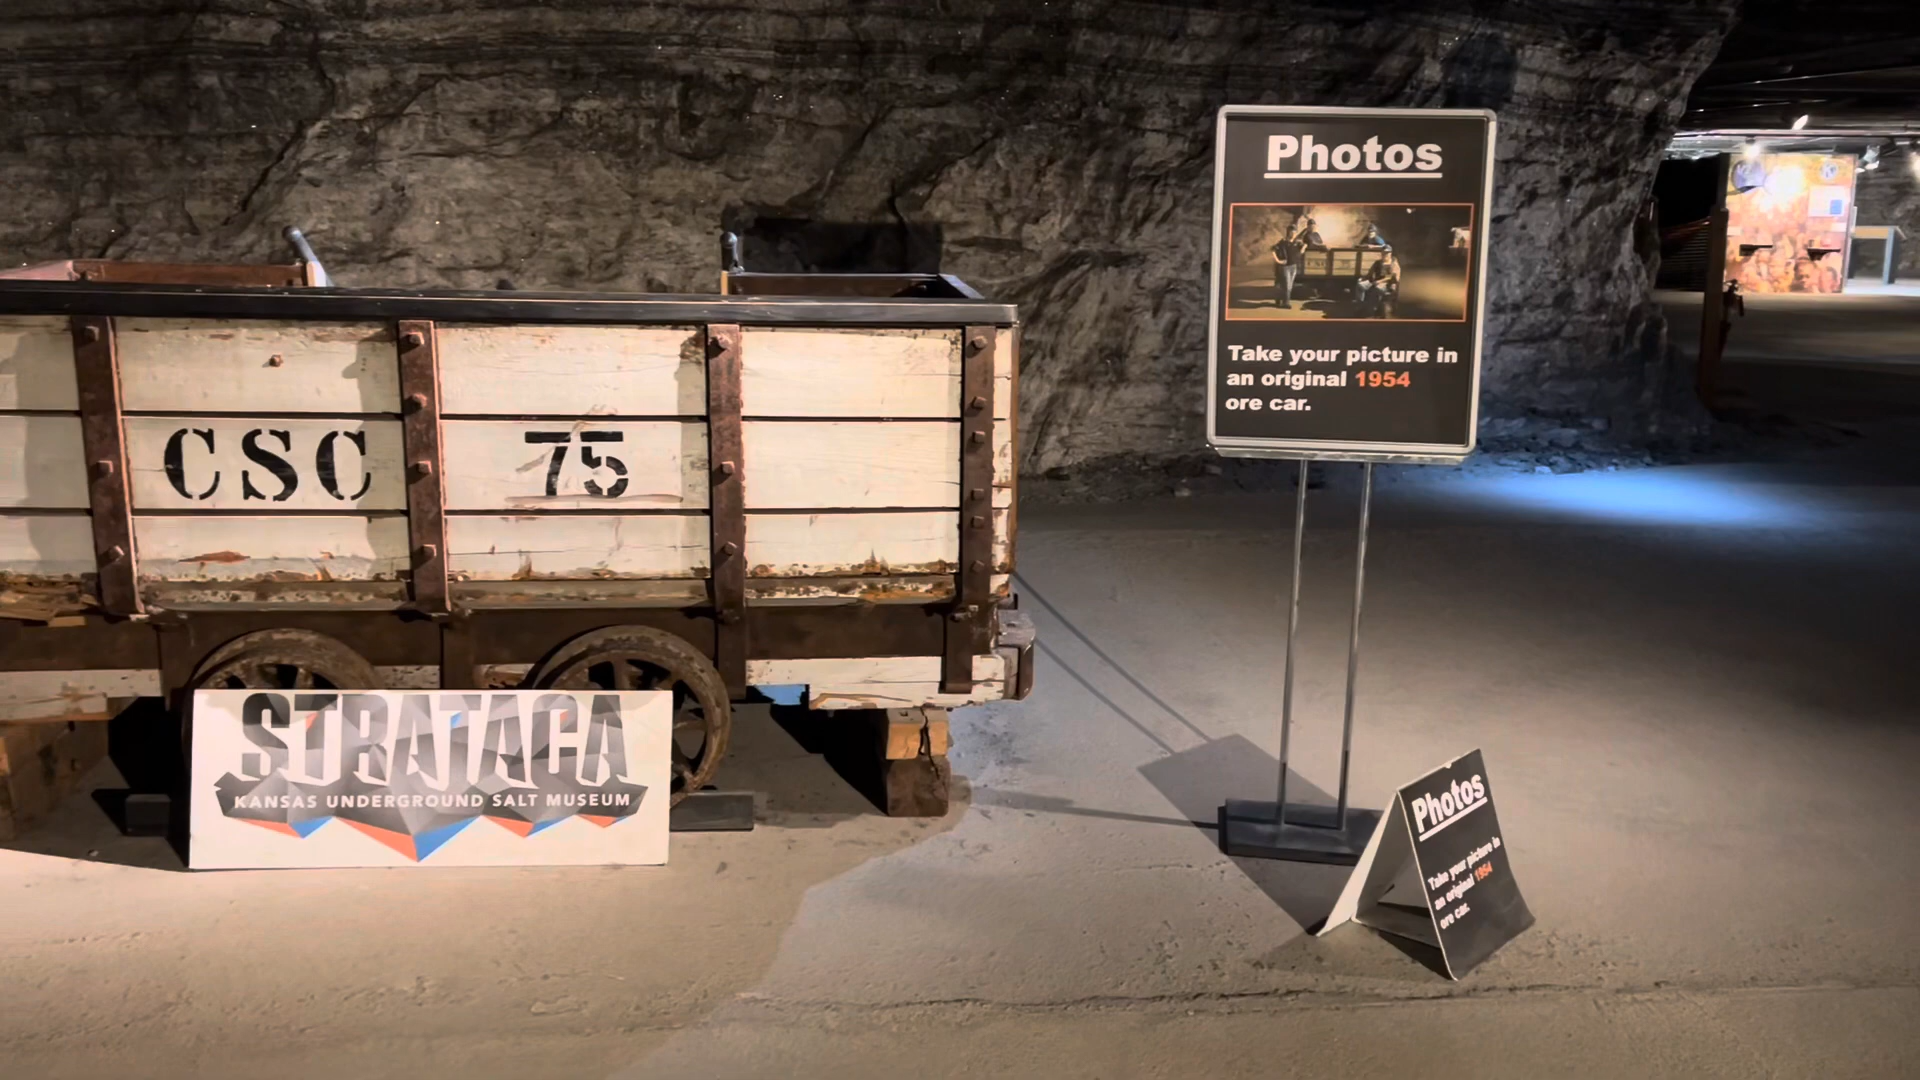 CSC 75
STRATACA
KANSAS UNDERGROUND SALT MUSEUM
Photos
Take your picture in
an original 1954
ore car.
Photos
Take your picture in
an original 1954
ore car.